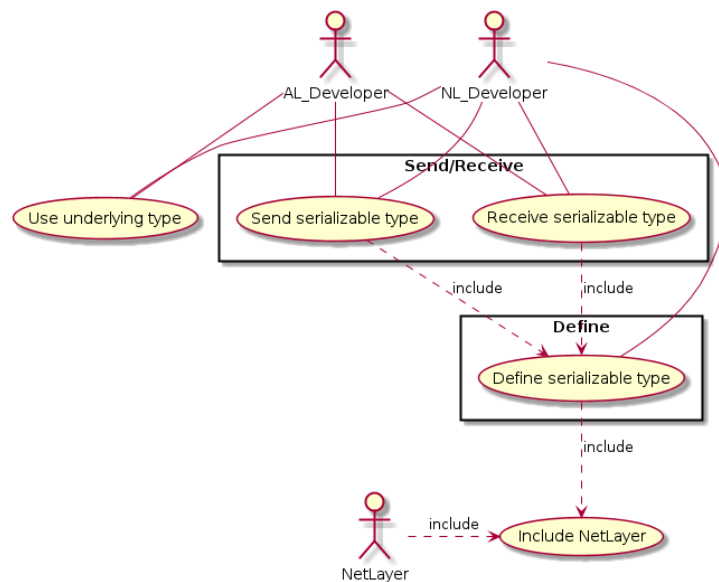 AL_Developer
NL_Developer
Send/Receive
Use underlying type
Send serializable type
Receive serializable type
include
include
Define
Define serializable type
include
include
Include NetLayer
NetLayer